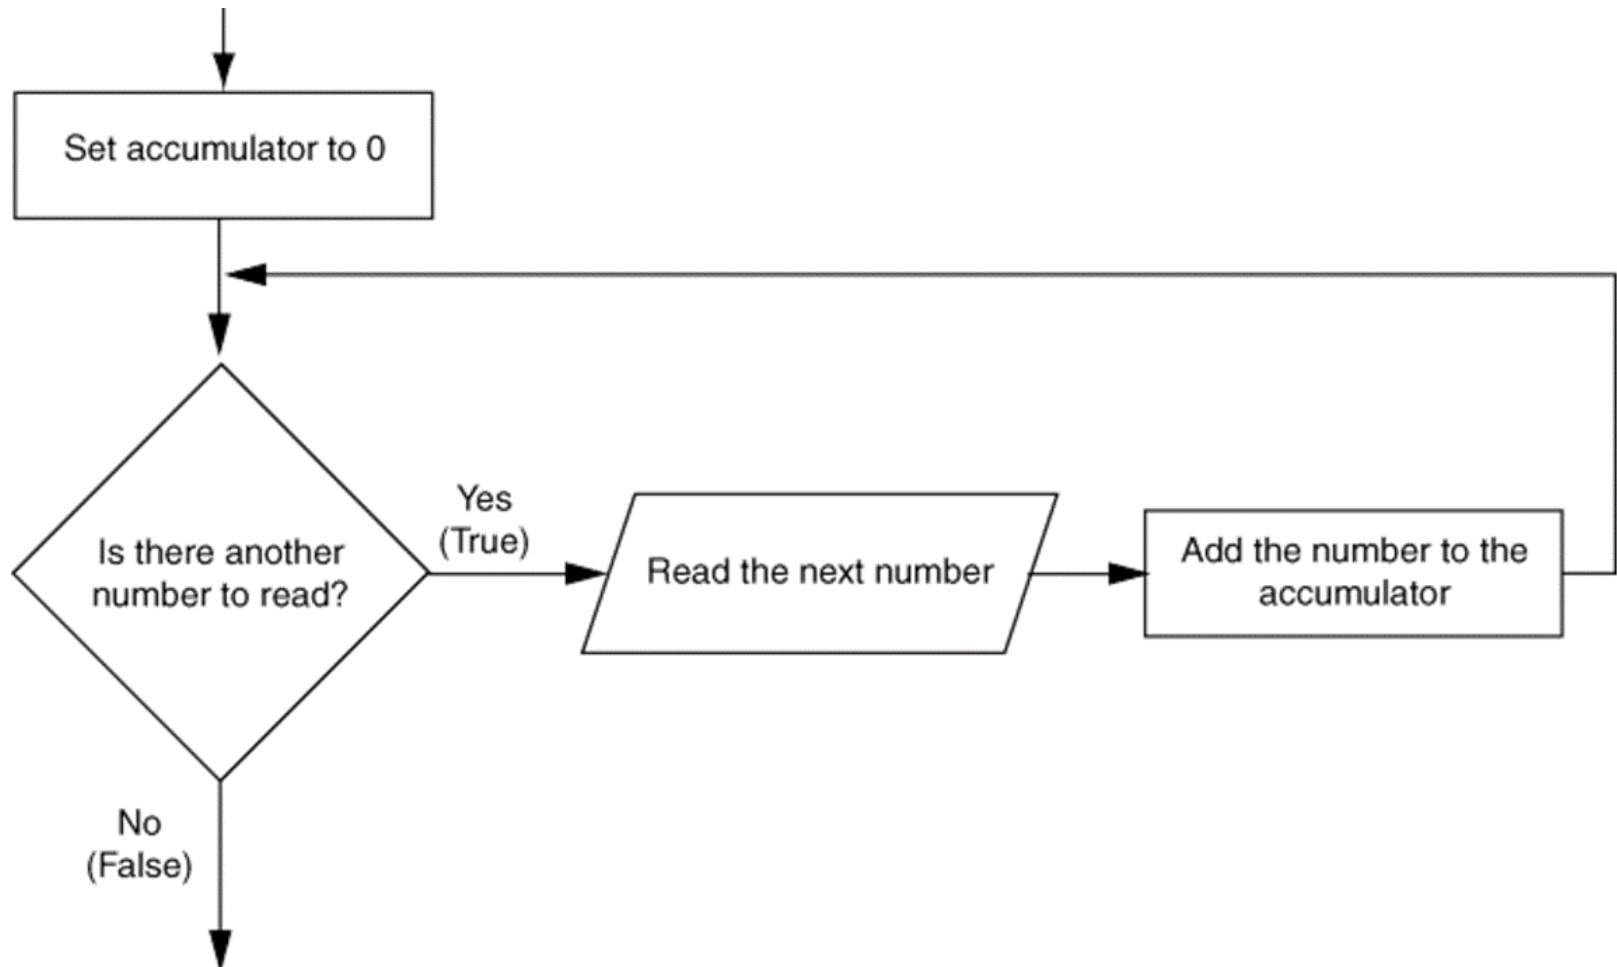 Set accumulator to 0
Is there another
number to read?
Yes
(True)
Read the next number
Add the number to the
accumulator
No
(False)